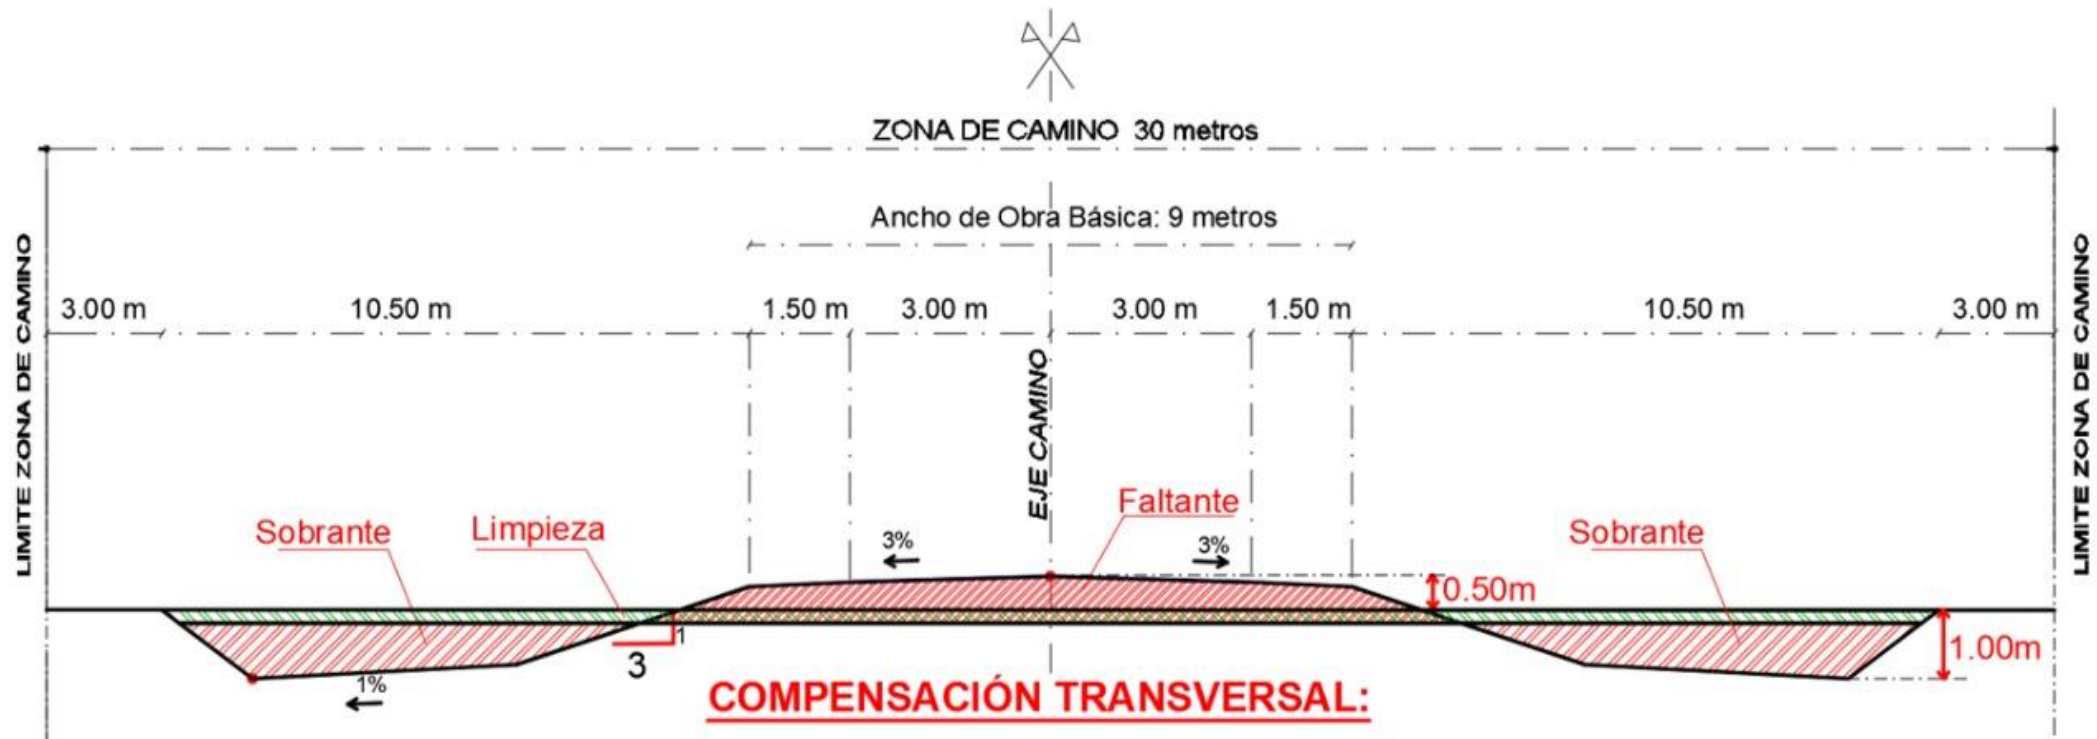 ZONA DE CAMINO 30 metros
Ancho de Obra Básica: 9 metros
LIMITE ZONA DE CAMINO
3.00 m
10.50 m
1.50 m
3.00 m
3.00 m
1.50 m
10.50 m
3.00 m
LIMITE ZONA DE CAMINO
EJE CAMINO
Sobrante
Limpieza
Faltante
Sobrante
3%
3%
0.50m
1
3
1.00m
1%
COMPENSACIÓN TRANSVERSAL: